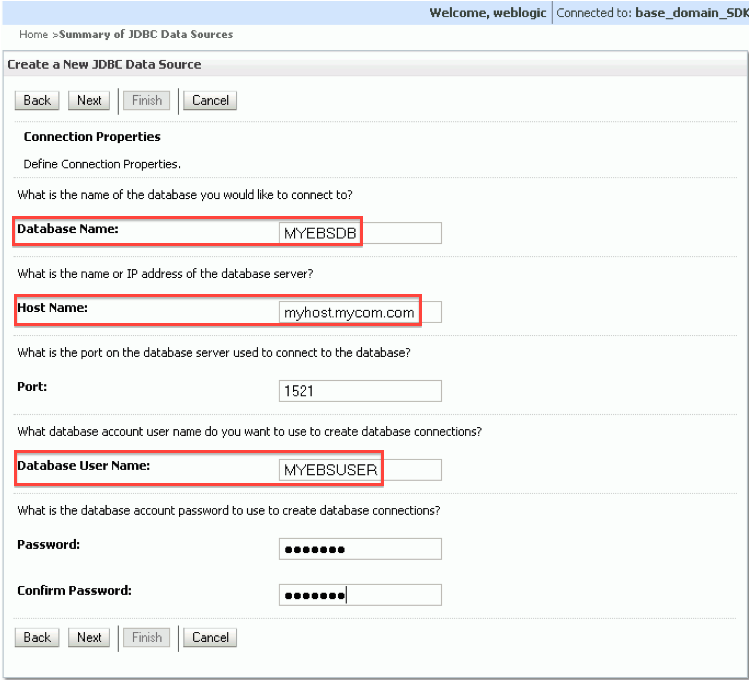 Welcome, weblogic Connected to: base_domain_SDK
Home >Summary of JDBC Data Sources
Create a New JDBC Data Source
Back Next Finish Cancel
Connection Properties
Define Connection Properties.
What is the name of the database you would like to connect to?
Database Name: MYEBSDB
What is the name or IP address of the database server?
Host Name: myhost.mycom.com
What is the port on the database server used to connect to the database?
Port: 1521
What database account user name do you want to use to create database connections?
Database User Name: MYEBSUSER
What is the database account password to use to create database connections?
Password: •••••••
Confirm Password: •••••••
Back Next Finish Cancel